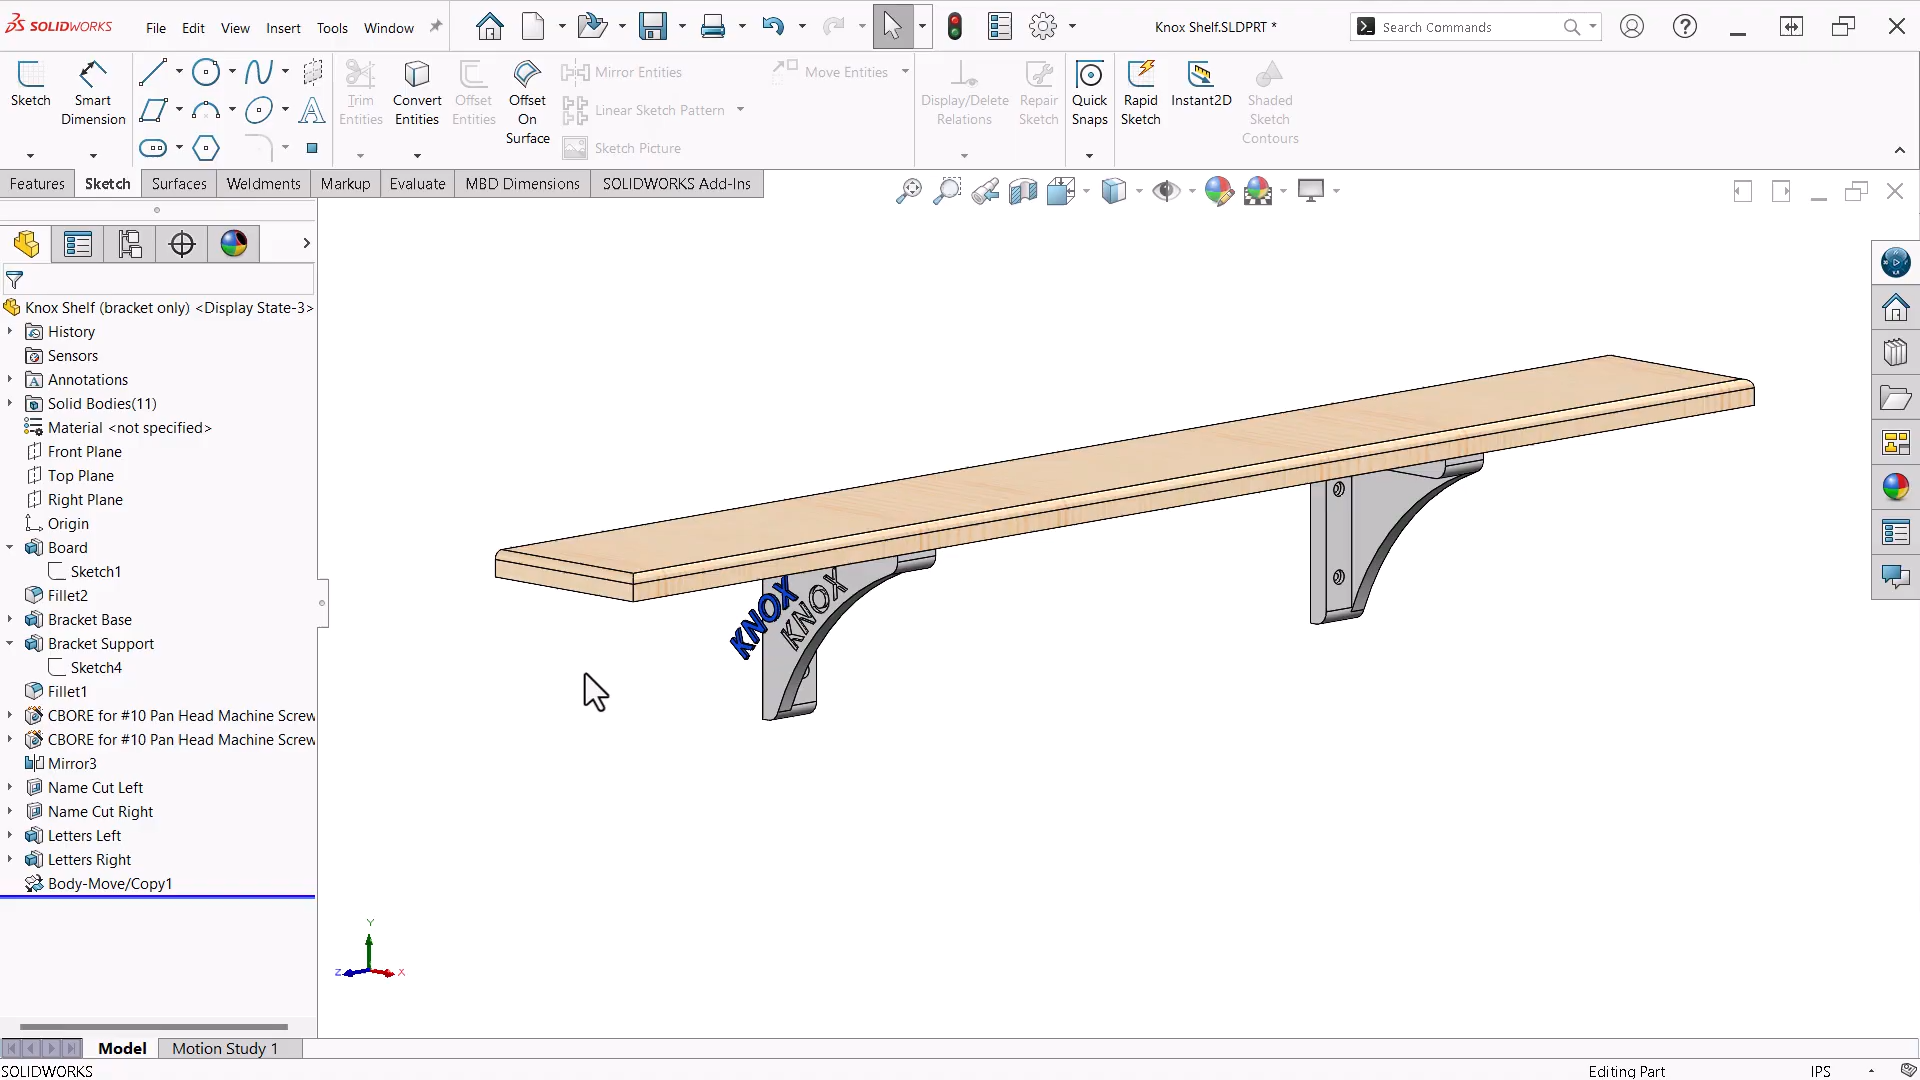 SOLIDWORKS
File Edit View Insert Tools Window
Knox Shelf.SLDPRT *
Search Commands
Sketch
Smart Dimension
Trim Entities
Convert Entities
Offset Entities
Offset On Surface
Mirror Entities
Linear Sketch Pattern
Sketch Picture
Move Entities
Display/Delete Relations
Repair Sketch
Quick Snaps
Rapid Sketch
Instant2D
Shaded Sketch Contours
Features Sketch Surfaces Weldments Markup Evaluate MBD Dimensions SOLIDWORKS Add-Ins
Knox Shelf (bracket only) <Display State-3>
History
Sensors
Annotations
Solid Bodies(11)
Material <not specified>
Front Plane
Top Plane
Right Plane
Origin
Board
Sketch1
Fillet2
Bracket Base
Bracket Support
Sketch4
Fillet1
CBORE for #10 Pan Head Machine Screw
CBORE for #10 Pan Head Machine Screw
Mirror3
Name Cut Left
Name Cut Right
Letters Left
Letters Right
Body-Move/Copy1
KNOX
KNOX
Y
Z
X
Model Motion Study 1
SOLIDWORKS
Editing Part
IPS